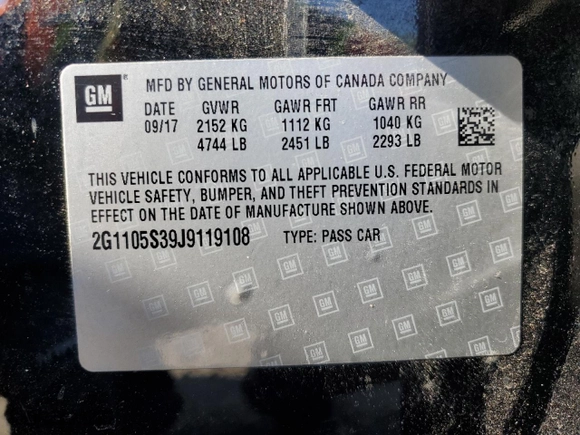 GM
MFD BY GENERAL MOTORS OF CANADA COMPANY
DATE GVWR GAWR FRT GAWR RR
09/17 2152 KG 1112 KG 1040 KG
4744 LB 2451 LB 2293 LB
THIS VEHICLE CONFORMS TO ALL APPLICABLE U.S. FEDERAL MOTOR
VEHICLE SAFETY, BUMPER, AND THEFT PREVENTION STANDARDS IN
EFFECT ON THE DATE OF MANUFACTURE SHOWN ABOVE.
2G1105S39J9119108 TYPE: PASS CAR